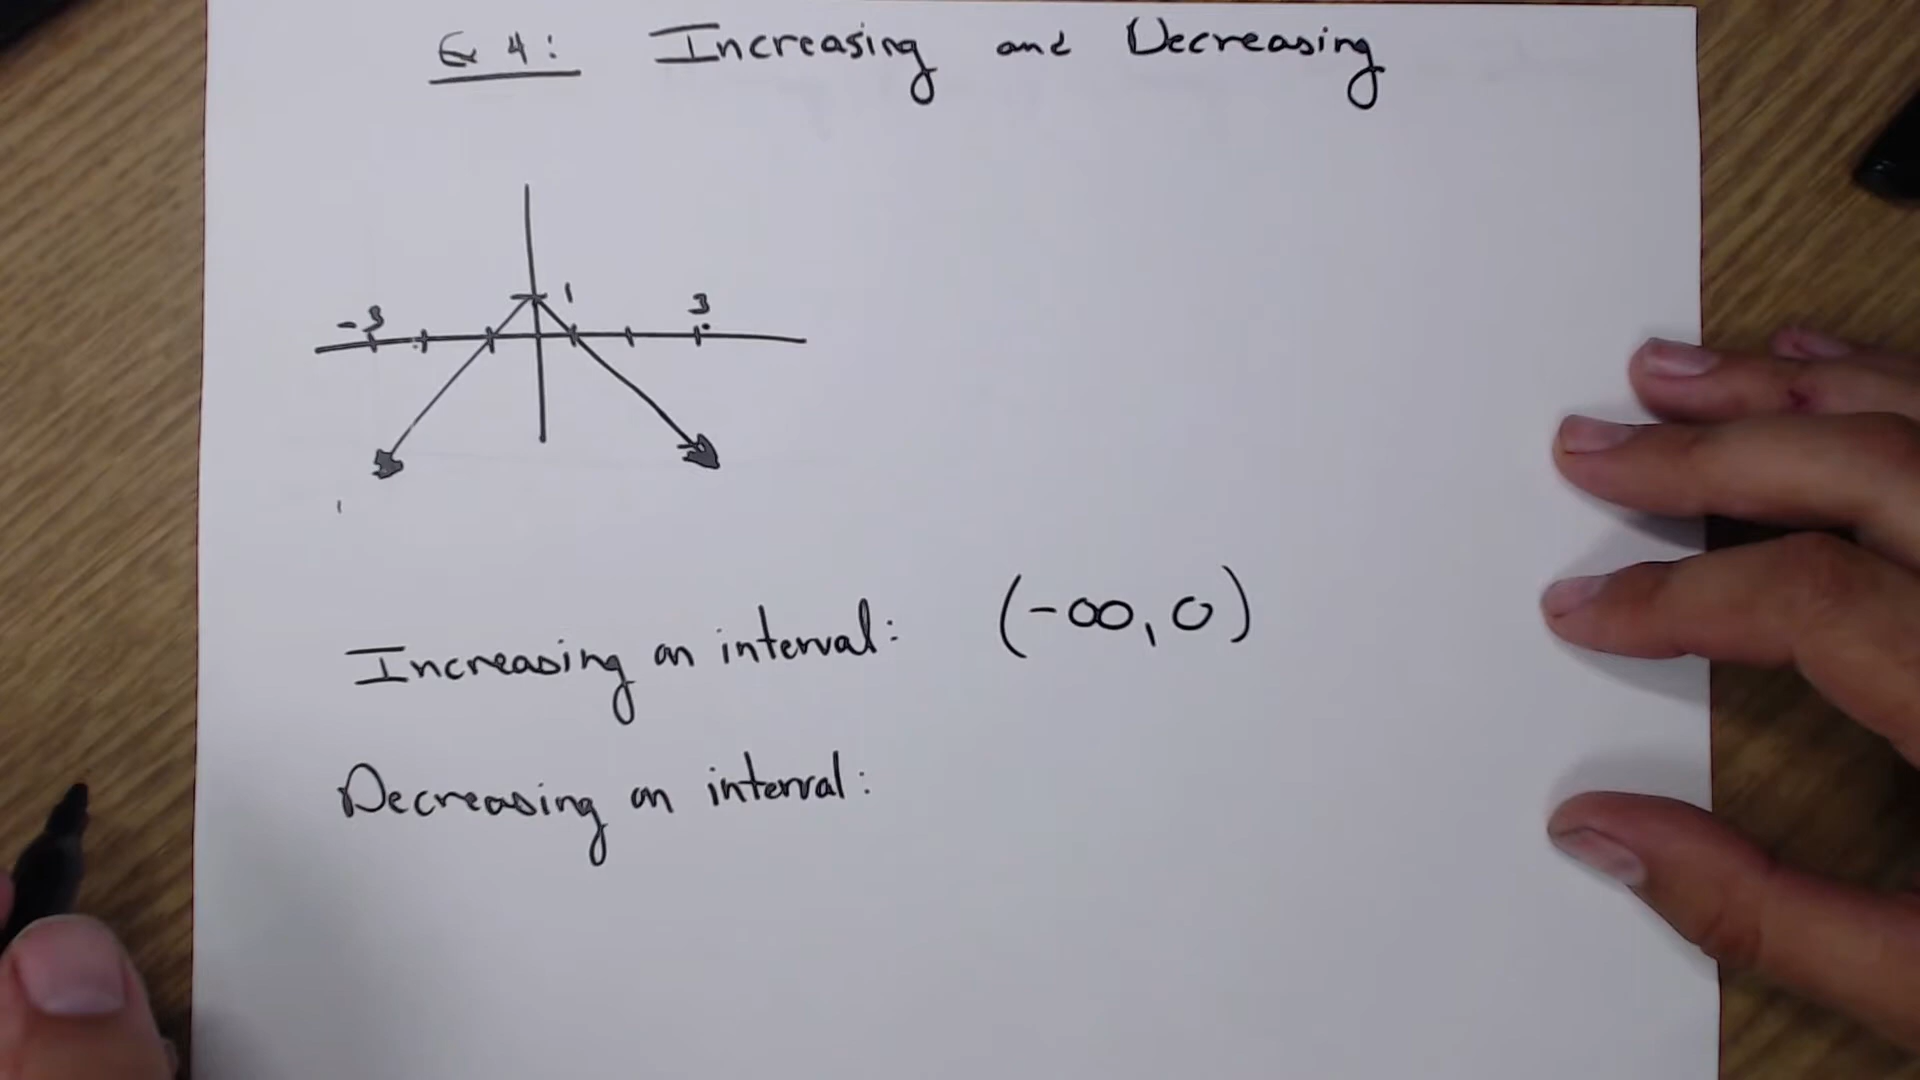 Ex 4: Increasing and Decreasing
1
-3 3
Increasing on interval: (-∞, 0)
Decreasing on interval: